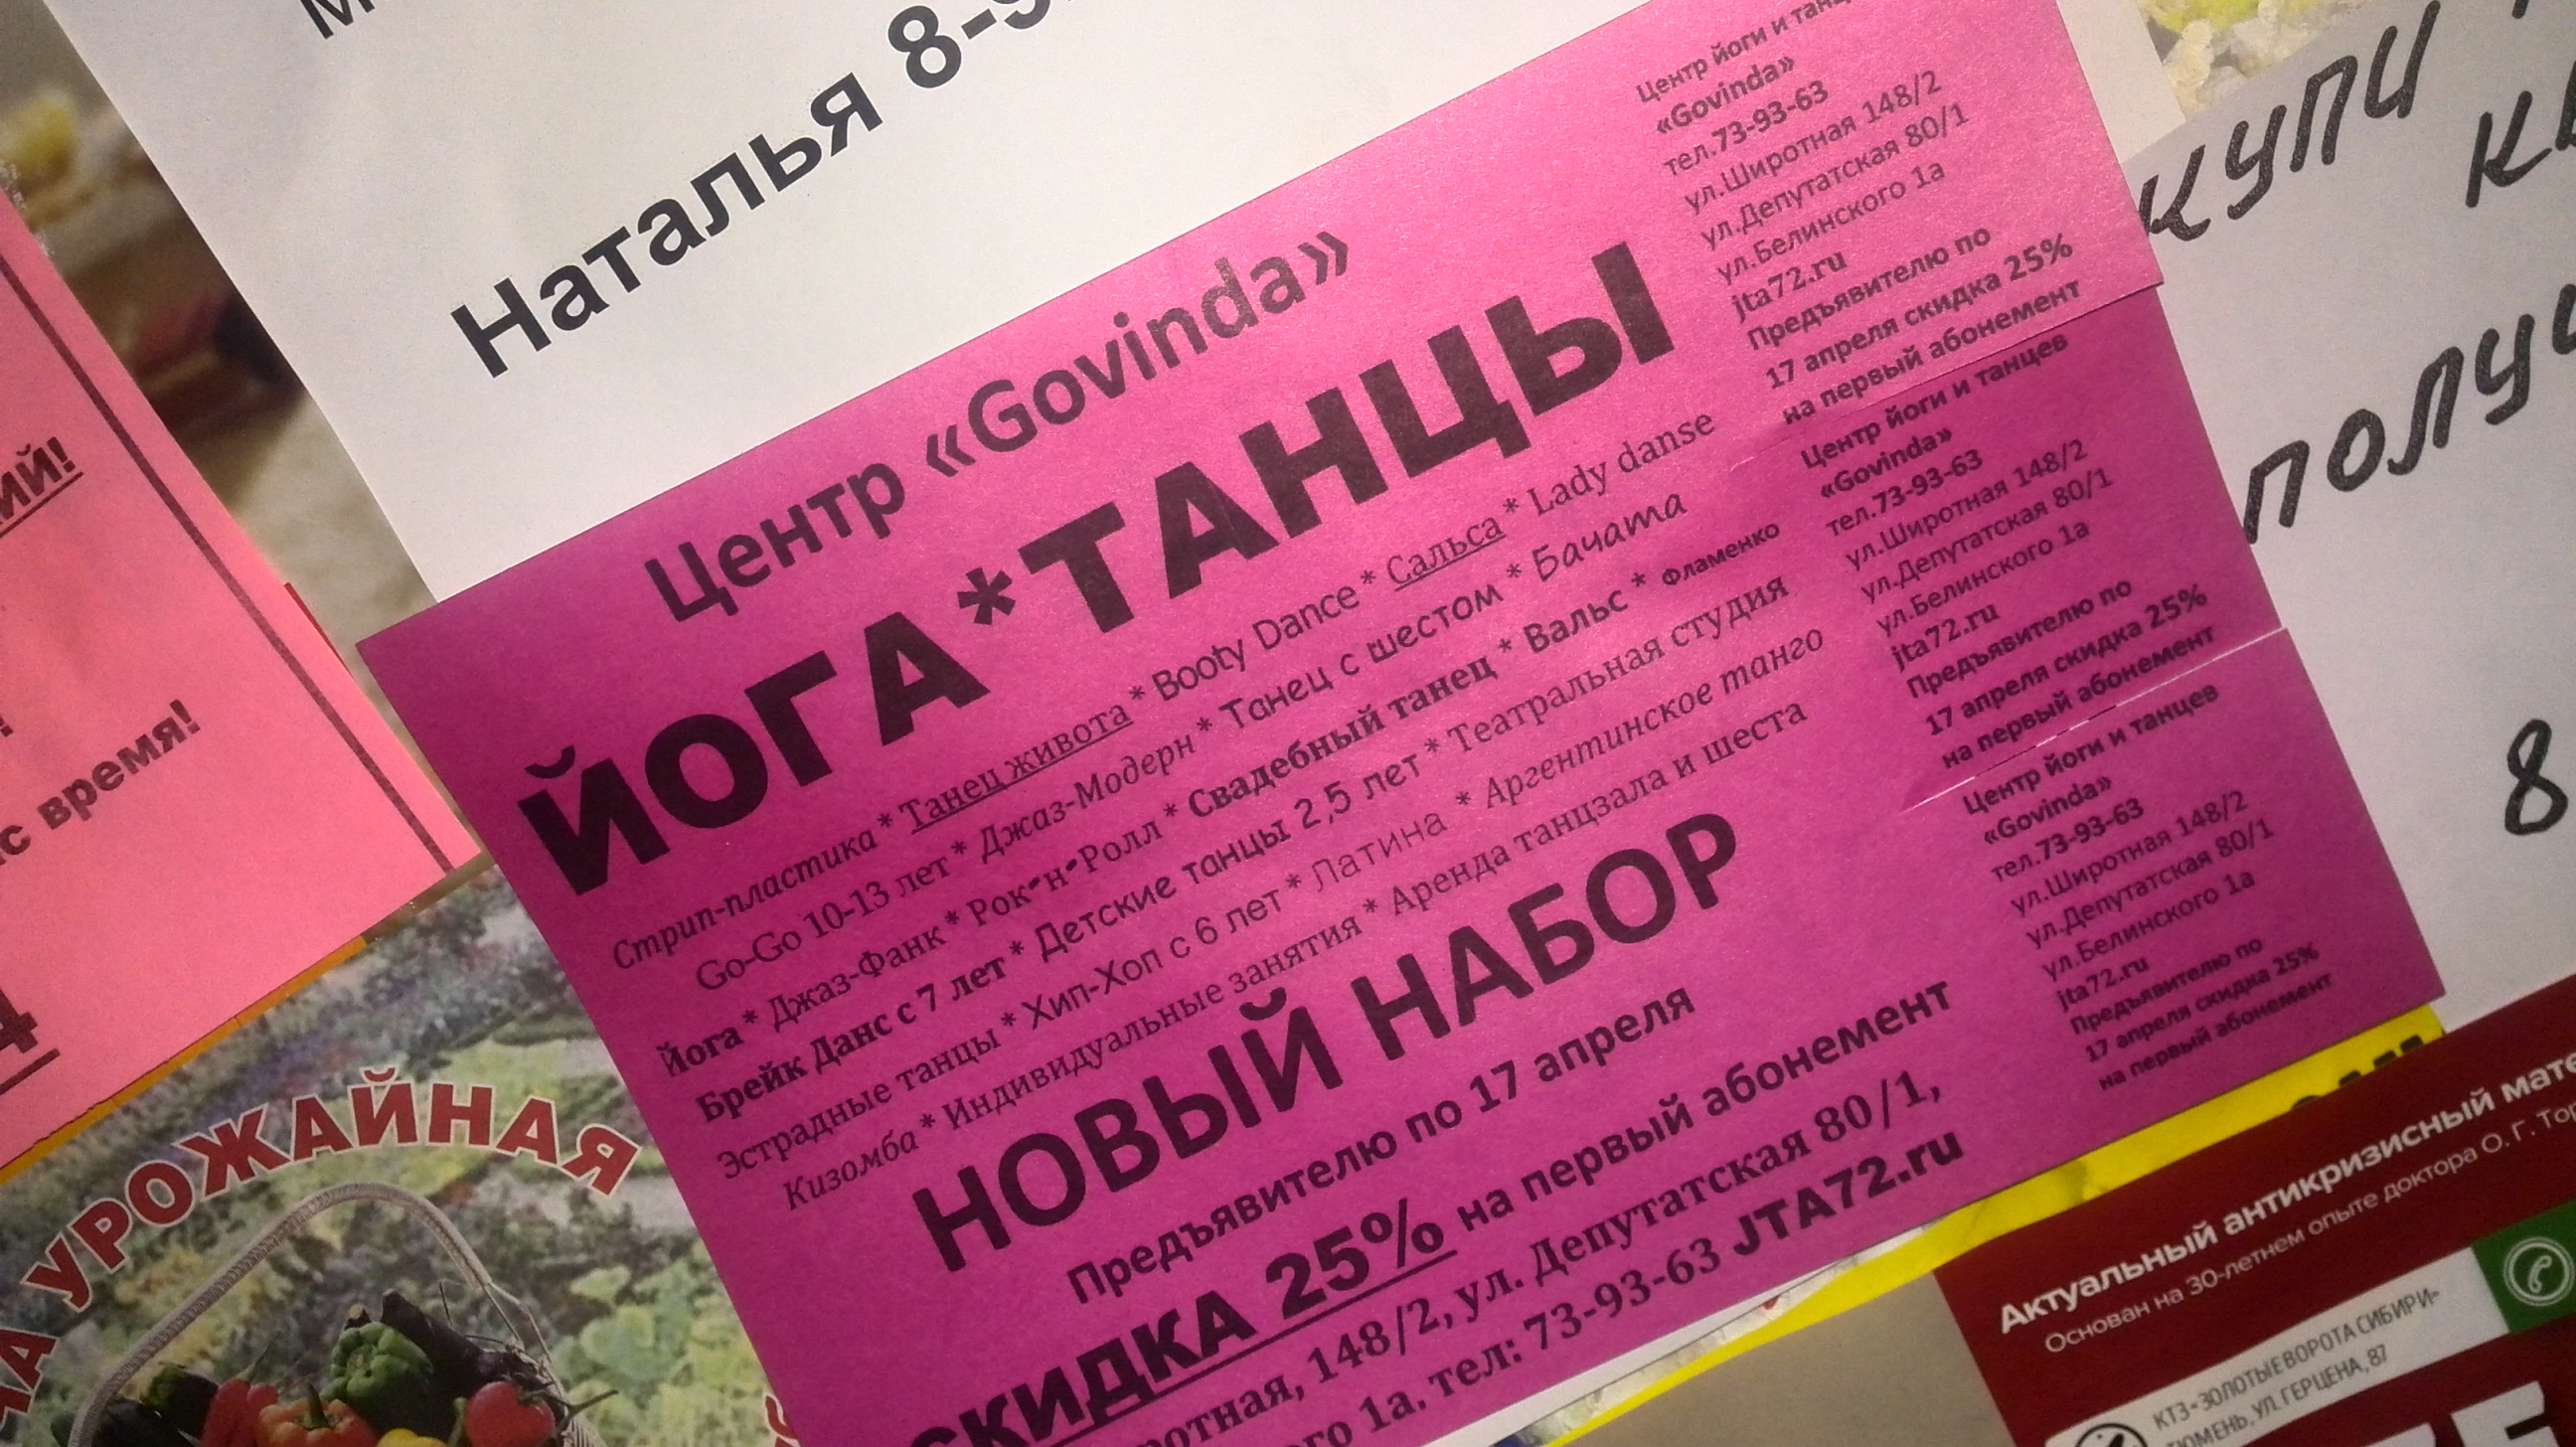 Наталья 8-9
Центр «Govinda»
ЙОГА*ТАНЦЫ
Стрип-пластика * Танец живота * Booty Dance * Сальса * Lady danse
Go-Go 10-13 лет * Джаз-Модерн * Танец с шестом * Бачата
Йога * Джаз-Фанк * Рок-н-Ролл * Свадебный танец * Вальс * Фламенко
Брейк Данс с 7 лет * Детские танцы 2,5 лет * Театральная студия
Эстрадные танцы * Хип-Хоп с 6 лет * Латина * Аргентинское танго
Кизомба * Индивидуальные занятия * Аренда танцзала и шеста
НОВЫЙ НАБОР
Предъявителю по 17 апреля
СКИДКА 25% на первый абонемент
148/2, ул. Депутатская 80/1,
1а, тел: 73-93-63 JTA72.ru
Центр йоги и
«Govinda»
тел.73-93-63
ул.Широтная 148/2
ул.Депутатская 80/1
ул.Белинского 1а
jta72.ru
Предъявителю по
17 апреля скидка 25%
на первый абонемент
Центр йоги и танцев
«Govinda»
тел.73-93-63
ул.Широтная 148/2
ул.Депутатская 80/1
ул.Белинского 1а
jta72.ru
Предъявителю по
17 апреля скидка 25%
на первый абонемент
Центр йоги и танцев
«Govinda»
тел.73-93-63
ул.Широтная 148/2
ул.Депутатская 80/1
ул.Белинского 1а
jta72.ru
Предъявителю по
17 апреля скидка 25%
на первый абонемент
с время!
УРОЖАЙНАЯ
КУПИ
ПОЛУЧ
8
Актуальный антикризисный
Основан на 30-летнем опыте доктора О. Г.
КТЗ-ЗОЛОТЫЕ ВОРОТА СИБИРИ»
ТЮМЕНЬ, УЛ. ГЕРЦЕНА, 87